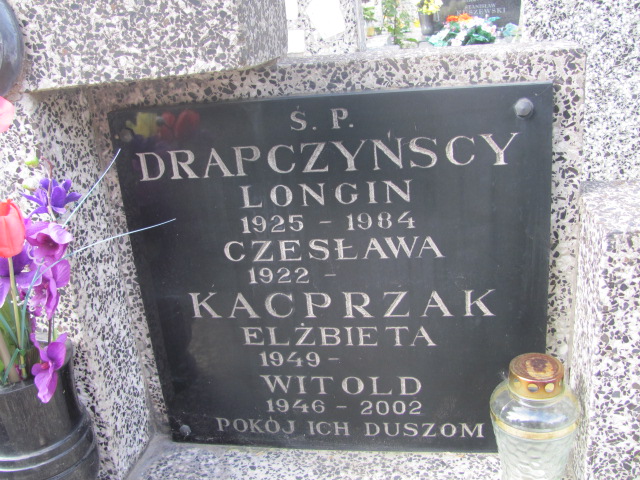 Ś. P.
DRAPCZYŃSCY
LONGIN
1925 - 1984
CZESŁAWA
1922 -
KACPRZAK
ELŻBIETA
1949 -
WITOLD
1946 - 2002
POKÓJ ICH DUSZOM